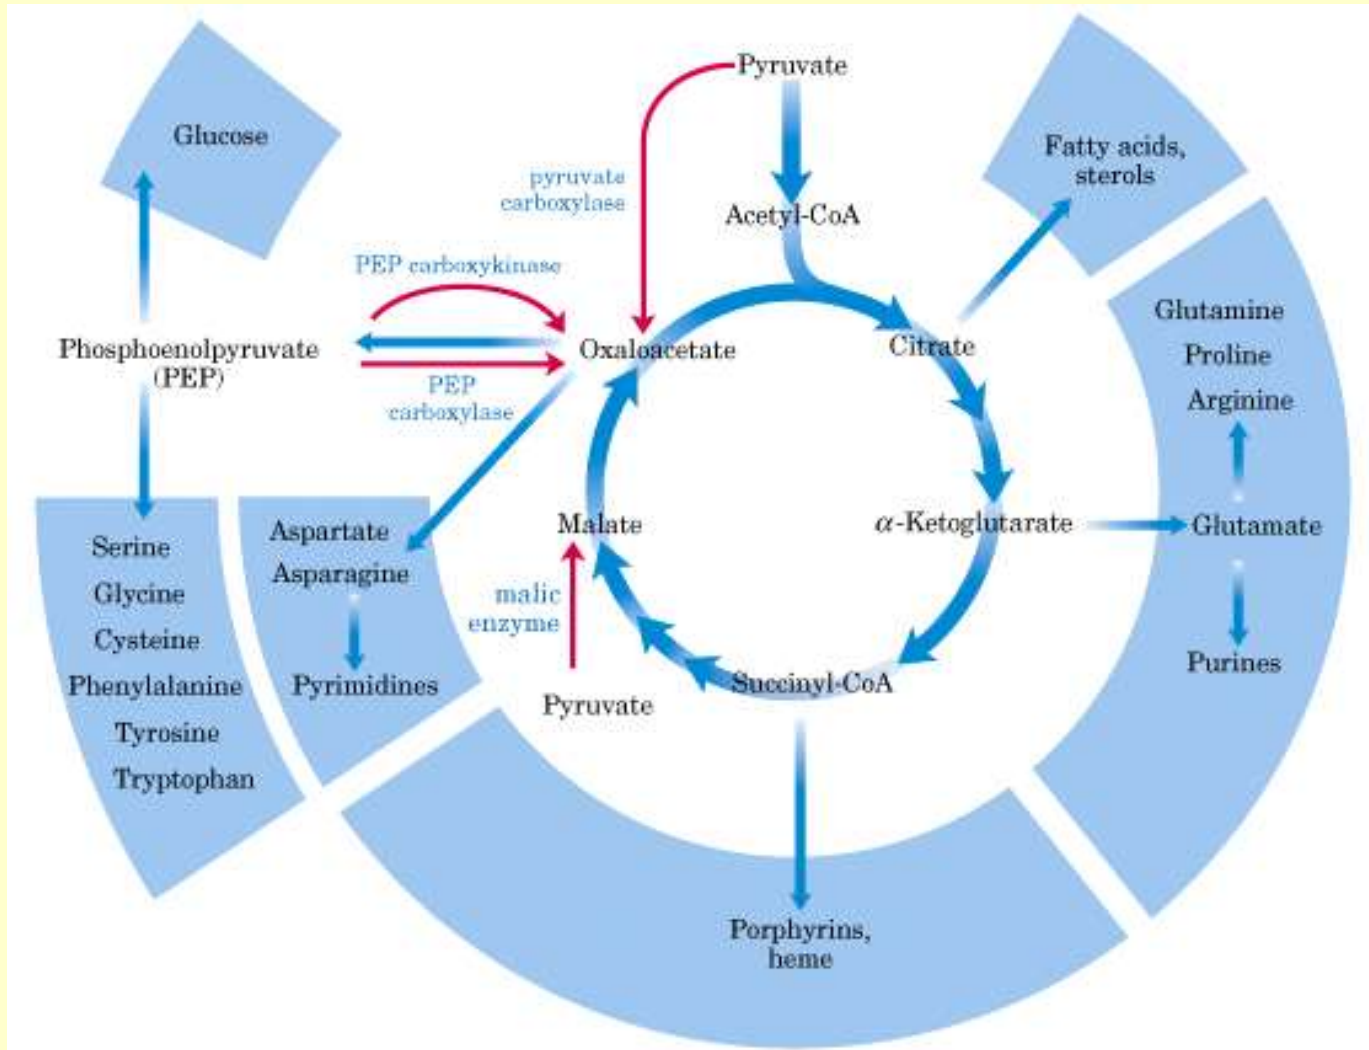 Pyruvate
Glucose
Fatty acids,
sterols
pyruvate
carboxylase
Acetyl-CoA
PEP carboxykinase
Phosphoenolpyruvate
(PEP)
Oxaloacetate
Citrate
PEP
carboxylase
Glutamine
Proline
Arginine
Glutamate
Purines
Malate
α-Ketoglutarate
Aspartate
Asparagine
Pyrimidines
Serine
Glycine
Cysteine
Phenylalanine
Tyrosine
Tryptophan
malic
enzyme
Pyruvate
Succinyl-CoA
Porphyrins,
heme